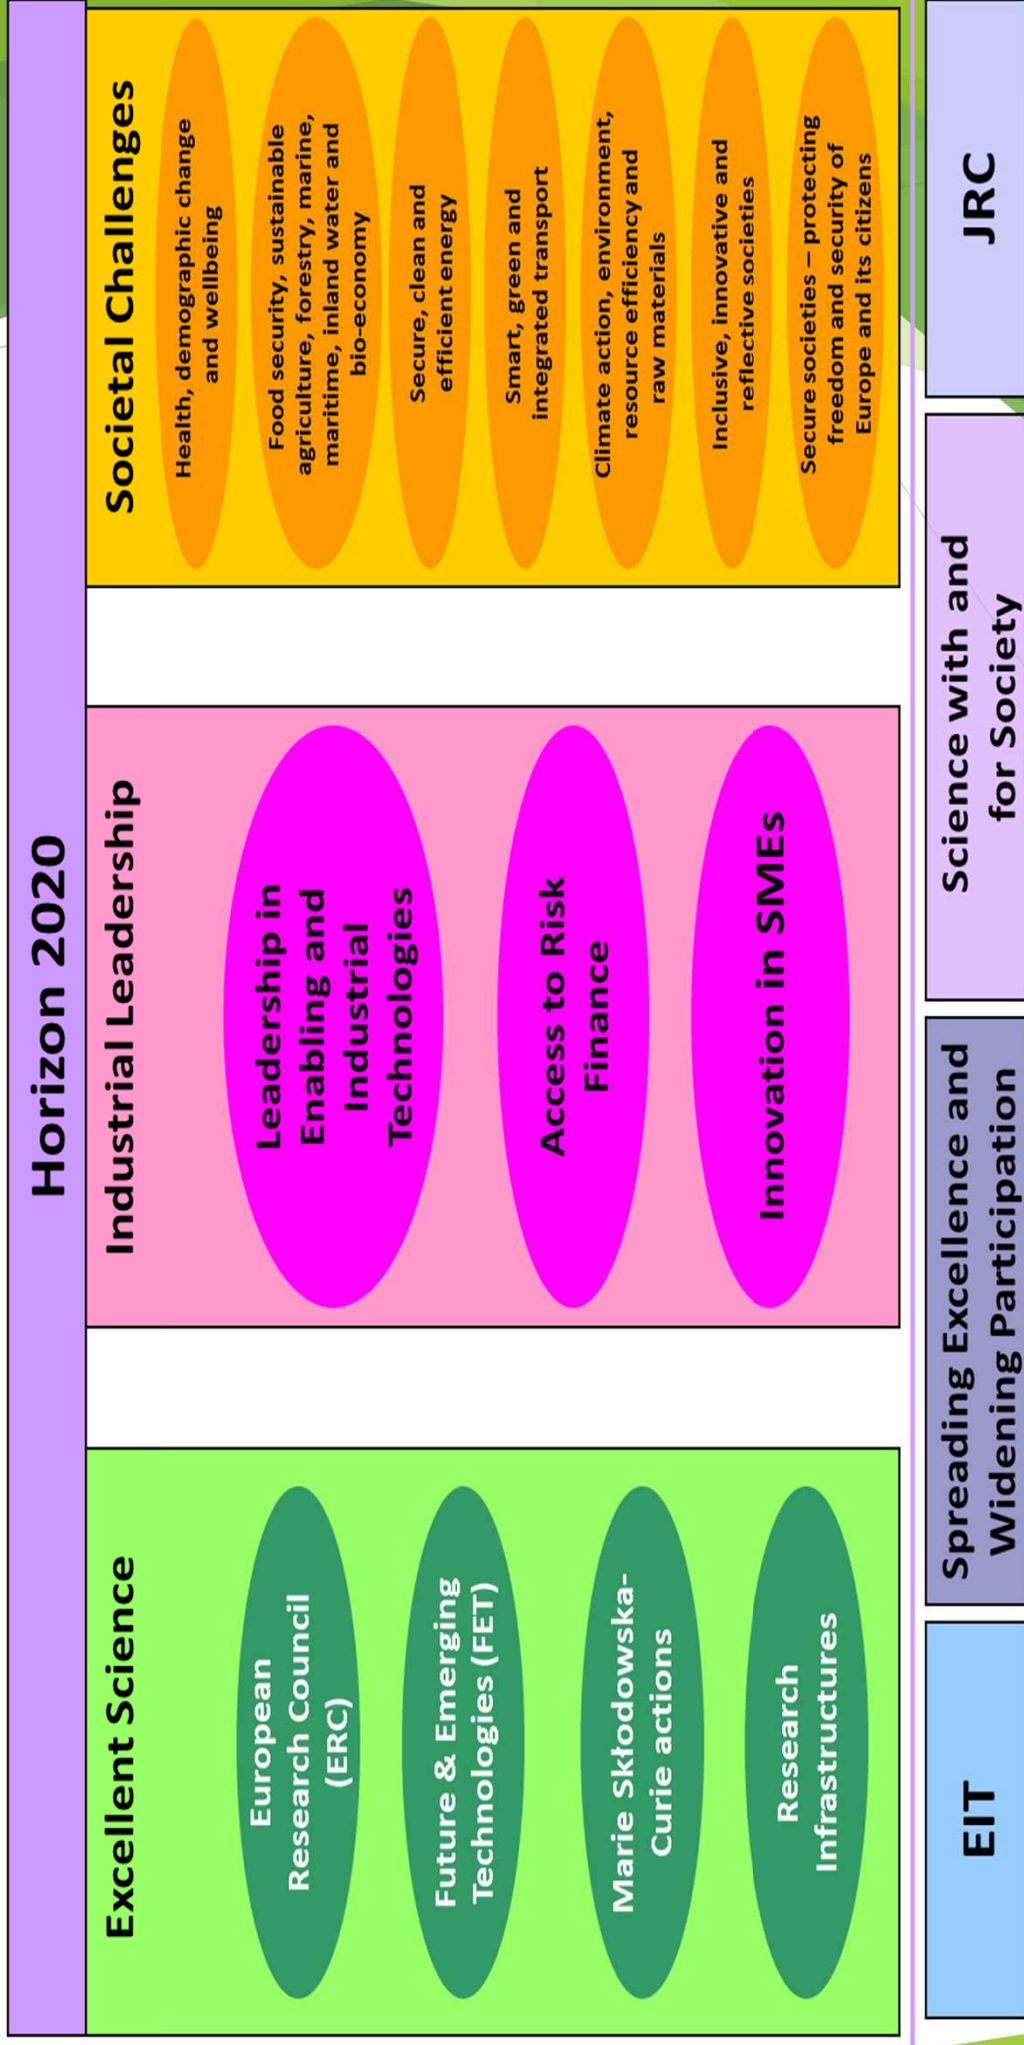 Horizon 2020
Excellent Science
European
Research Council
(ERC)
Future & Emerging
Technologies (FET)
Marie Skłodowska-
Curie actions
Research
Infrastructures
Industrial Leadership
Leadership in
Enabling and
Industrial
Technologies
Access to Risk
Finance
Innovation in SMEs
Societal Challenges
Health, demographic change
and wellbeing
Food security, sustainable
agriculture, forestry, marine,
maritime, inland water and
bio-economy
Secure, clean and
efficient energy
Smart, green and
integrated transport
Climate action, environment,
resource efficiency and
raw materials
Inclusive, innovative and
reflective societies
Secure societies – protecting
freedom and security of
Europe and its citizens
EIT
Spreading Excellence and
Widening Participation
Science with and
for Society
JRC